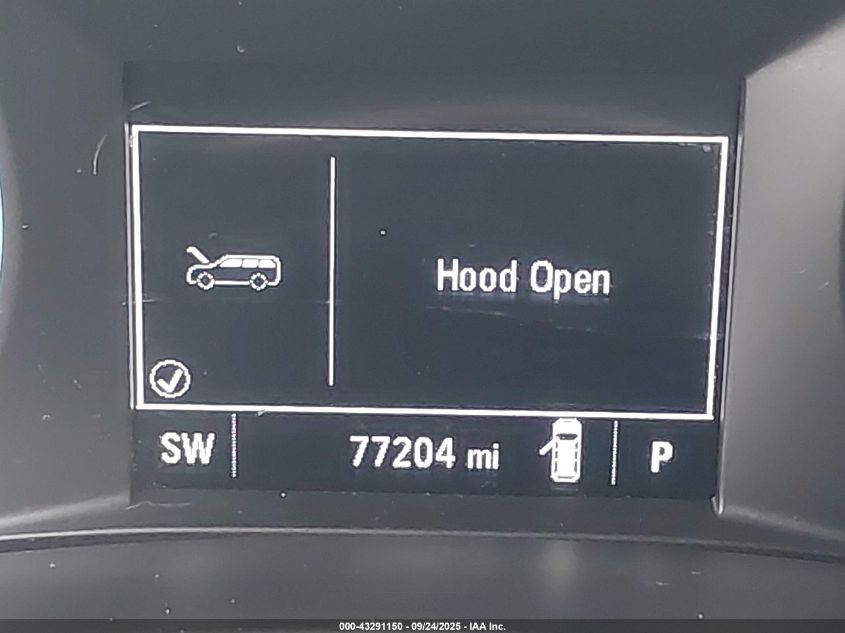 Hood Open
SW 77204 mi P
000-43291150 - 09/24/2025 - IAA Inc.